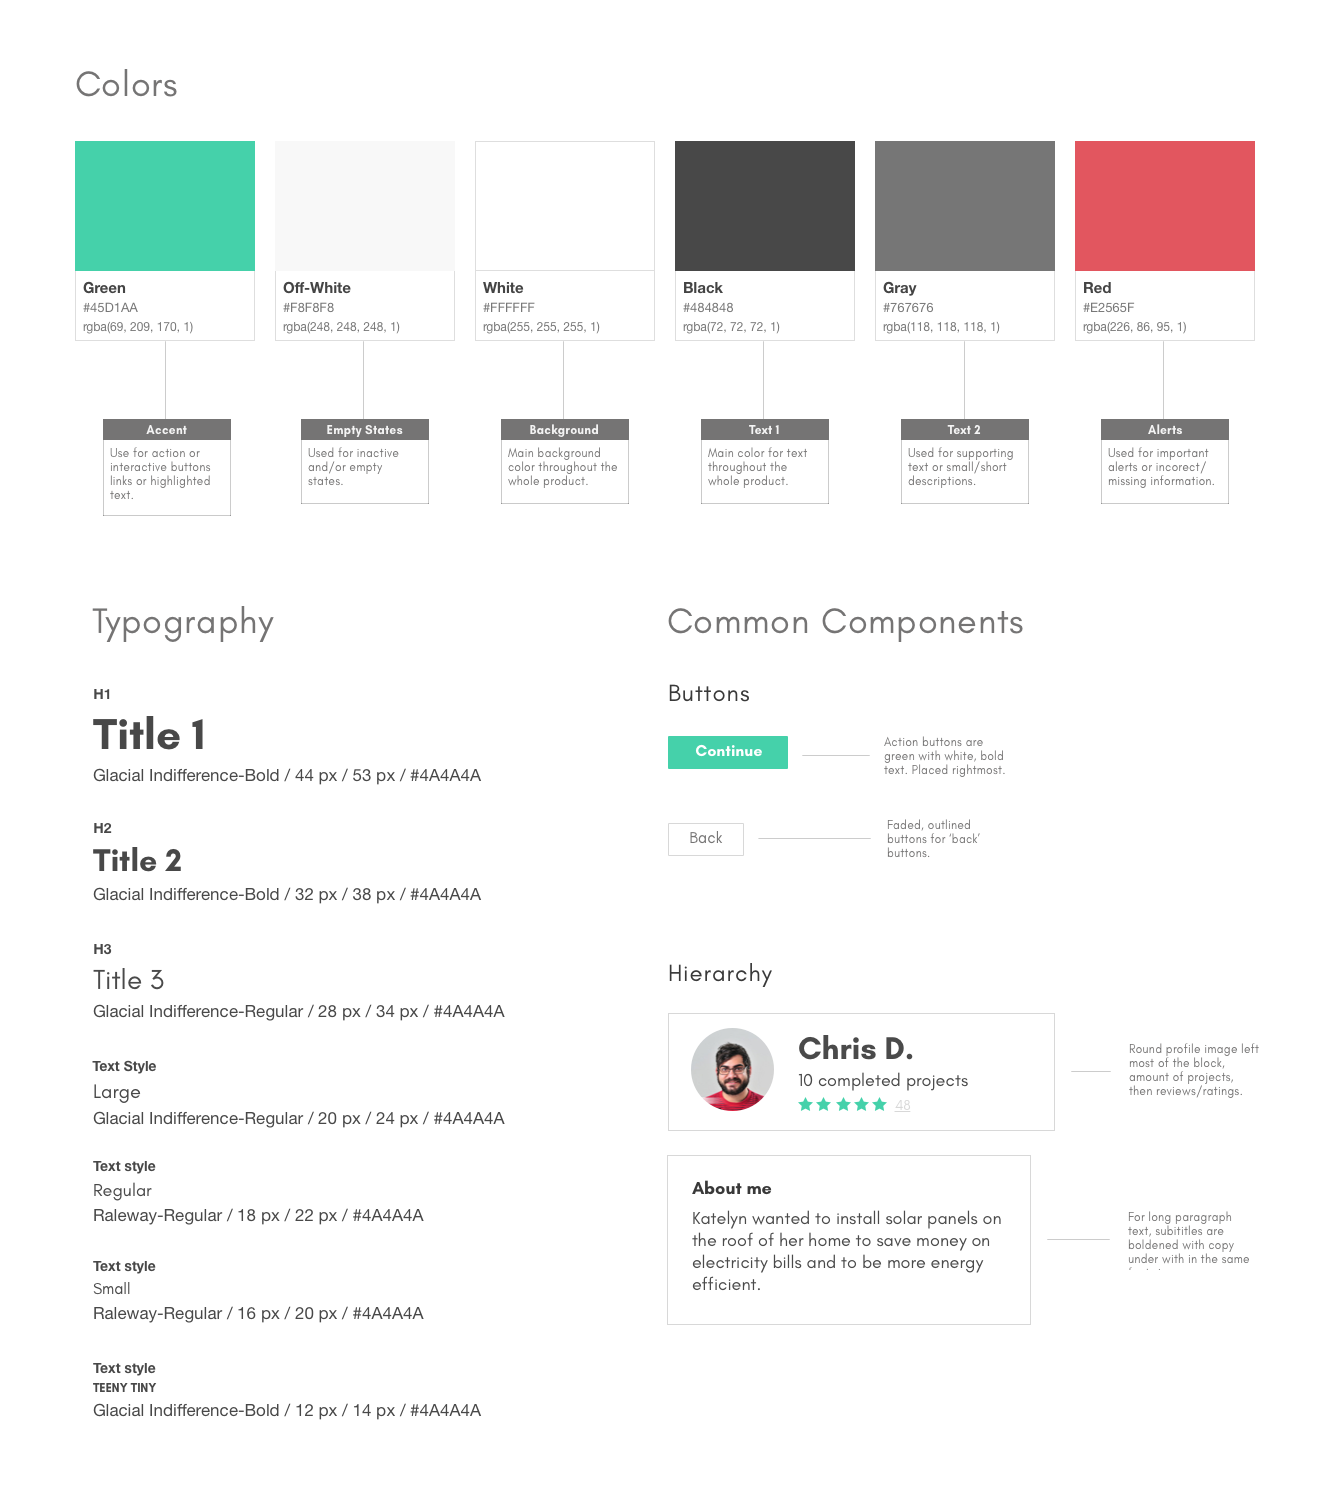 Colors
Green
#45D1AA
rgba(69, 209, 170, 1)
Off-White
#F8F8F8
rgba(248, 248, 248, 1)
White
#FFFFFF
rgba(255, 255, 255, 1)
Black
#484848
rgba(72, 72, 72, 1)
Gray
#767676
rgba(118, 118, 118, 1)
Red
#E2565F
rgba(226, 86, 95, 1)
Accent
Use for action or
interactive buttons
links or highlighted
text.
Empty States
Used for inactive
and/or empty
states.
Background
Main background
color throughout the
whole product.
Text 1
Main color for text
throughout the
whole product.
Text 2
Used for supporting
text or small/short
descriptions.
Alerts
Used for important
alerts or incorect/
missing information.
Typography
H1
Title 1
Glacial Indifference-Bold / 44 px / 53 px / #4A4A4A
H2
Title 2
Glacial Indifference-Bold / 32 px / 38 px / #4A4A4A
H3
Title 3
Glacial Indifference-Regular / 28 px / 34 px / #4A4A4A
Text Style
Large
Glacial Indifference-Regular / 20 px / 24 px / #4A4A4A
Text style
Regular
Raleway-Regular / 18 px / 22 px / #4A4A4A
Text style
Small
Raleway-Regular / 16 px / 20 px / #4A4A4A
Text style
TEENY TINY
Glacial Indifference-Bold / 12 px / 14 px / #4A4A4A
Common Components
Buttons
Continue
Action buttons are
green with white, bold
text. Placed rightmost.
Back
Faded, outlined
buttons for 'back'
buttons.
Hierarchy
Chris D.
10 completed projects
48
Round profile image left
most of the block,
amount of projects,
then reviews/ratings.
About me
Katelyn wanted to install solar panels on
the roof of her home to save money on
electricity bills and to be more energy
efficient.
For long paragraph
text, subititles are
boldened with copy
under with in the same